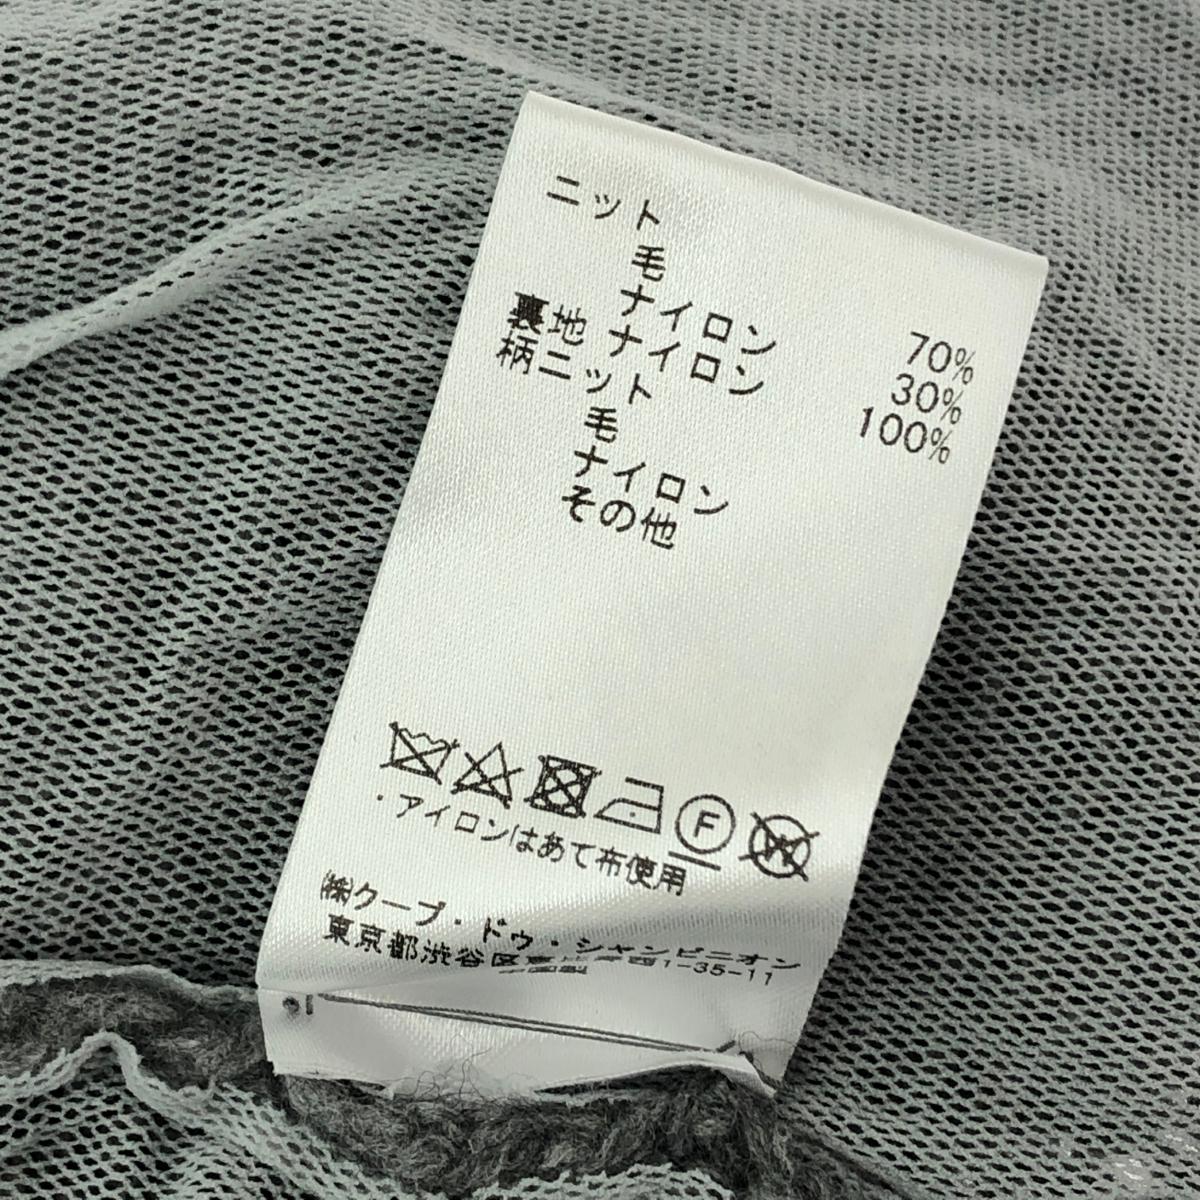 ニット
毛 70%
ナイロン 30%
裏地 ナイロン 100%
柄ニット
毛
ナイロン
その他
F
W
・アイロンはあて布使用
㈱クープ・ドゥ・シャンピニオン
東京都渋谷区 1-35-11
中国製